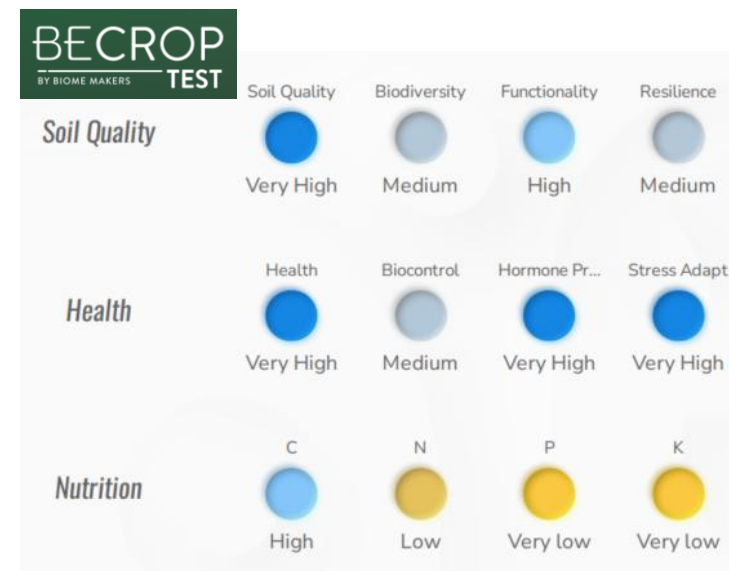 BECROP
BY BIOME MAKERS TEST
Soil Quality Biodiversity Functionality Resilience
Soil Quality
Very High Medium High Medium
Health Biocontrol Hormone Pr... Stress Adapt
Health
Very High Medium Very High Very High
C N P K
Nutrition
High Low Very low Very low